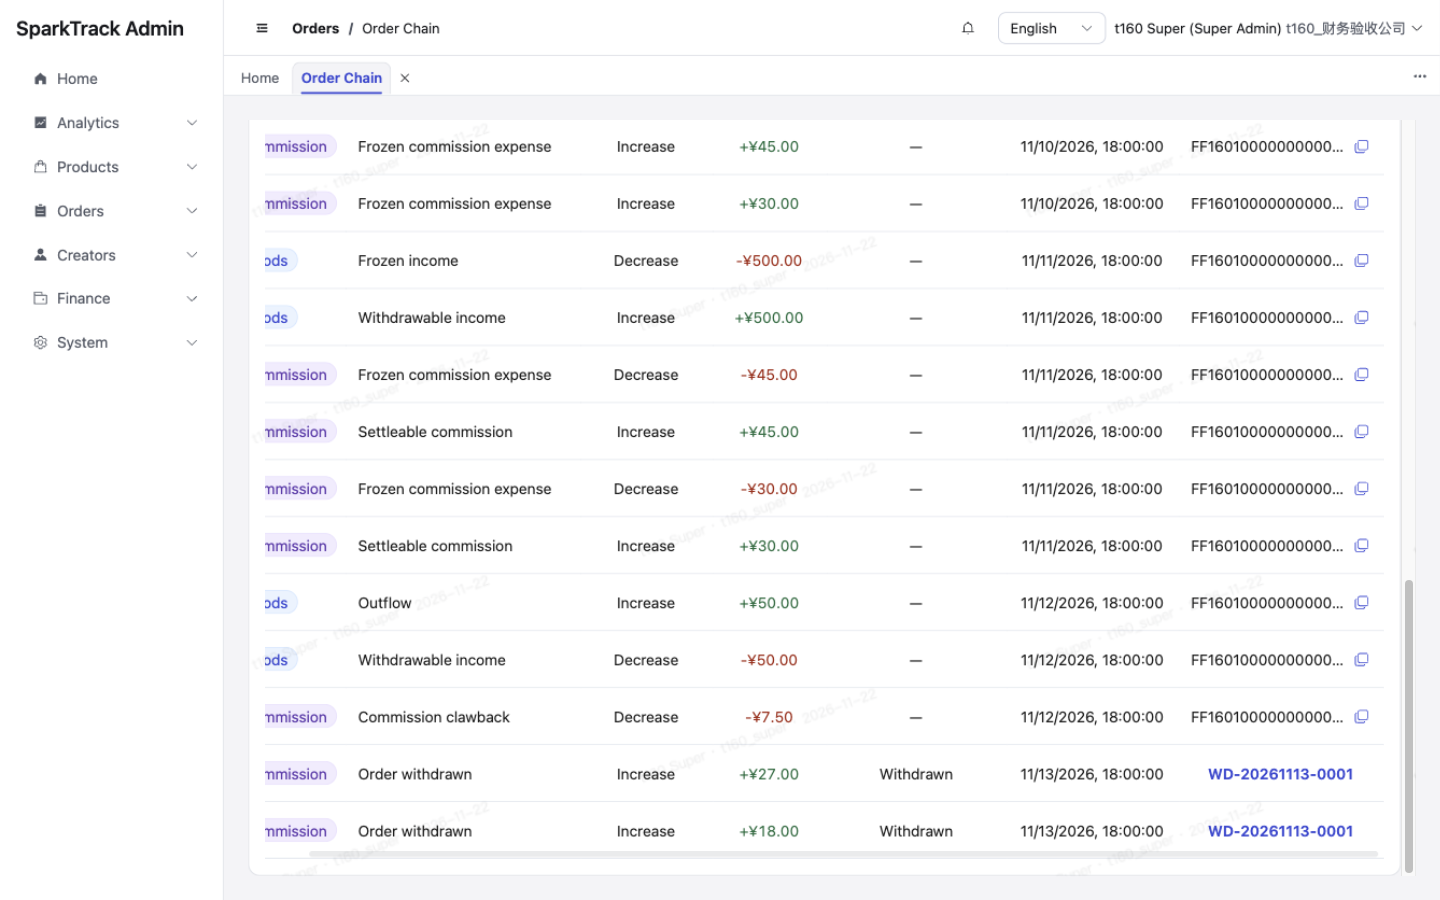 SparkTrack Admin
Orders / Order Chain
English
t160 Super (Super Admin) t160_财务验收公司
Home
Analytics
Products
Orders
Creators
Finance
System
Home
Order Chain
mmission Frozen commission expense Increase +¥45.00 — 11/10/2026, 18:00:00 FF16010000000000...
mmission Frozen commission expense Increase +¥30.00 — 11/10/2026, 18:00:00 FF16010000000000...
ods Frozen income Decrease -¥500.00 — 11/11/2026, 18:00:00 FF16010000000000...
ods Withdrawable income Increase +¥500.00 — 11/11/2026, 18:00:00 FF16010000000000...
mmission Frozen commission expense Decrease -¥45.00 — 11/11/2026, 18:00:00 FF16010000000000...
mmission Settleable commission Increase +¥45.00 — 11/11/2026, 18:00:00 FF16010000000000...
mmission Frozen commission expense Decrease -¥30.00 — 11/11/2026, 18:00:00 FF16010000000000...
mmission Settleable commission Increase +¥30.00 — 11/11/2026, 18:00:00 FF16010000000000...
ods Outflow Increase +¥50.00 — 11/12/2026, 18:00:00 FF16010000000000...
ods Withdrawable income Decrease -¥50.00 — 11/12/2026, 18:00:00 FF16010000000000...
mmission Commission clawback Decrease -¥7.50 — 11/12/2026, 18:00:00 FF16010000000000...
mmission Order withdrawn Increase +¥27.00 Withdrawn 11/13/2026, 18:00:00 WD-20261113-0001
mmission Order withdrawn Increase +¥18.00 Withdrawn 11/13/2026, 18:00:00 WD-20261113-0001